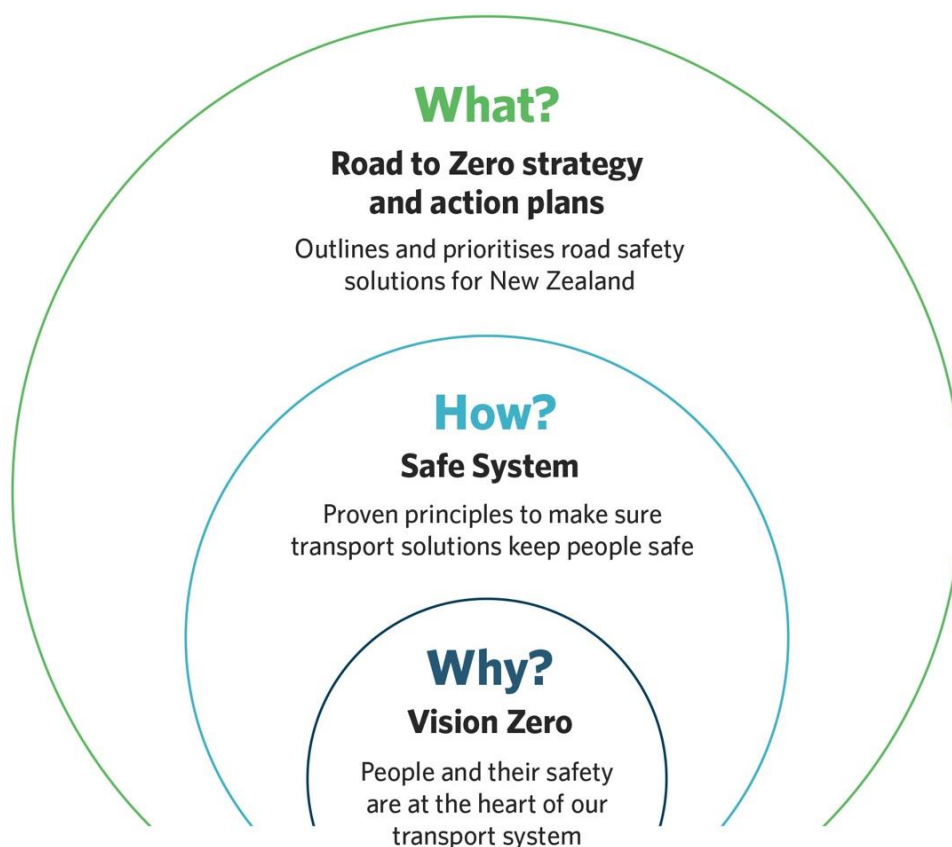 What?
Road to Zero strategy
and action plans
Outlines and prioritises road safety
solutions for New Zealand
How?
Safe System
Proven principles to make sure
transport solutions keep people safe
Why?
Vision Zero
People and their safety
are at the heart of our
transport system